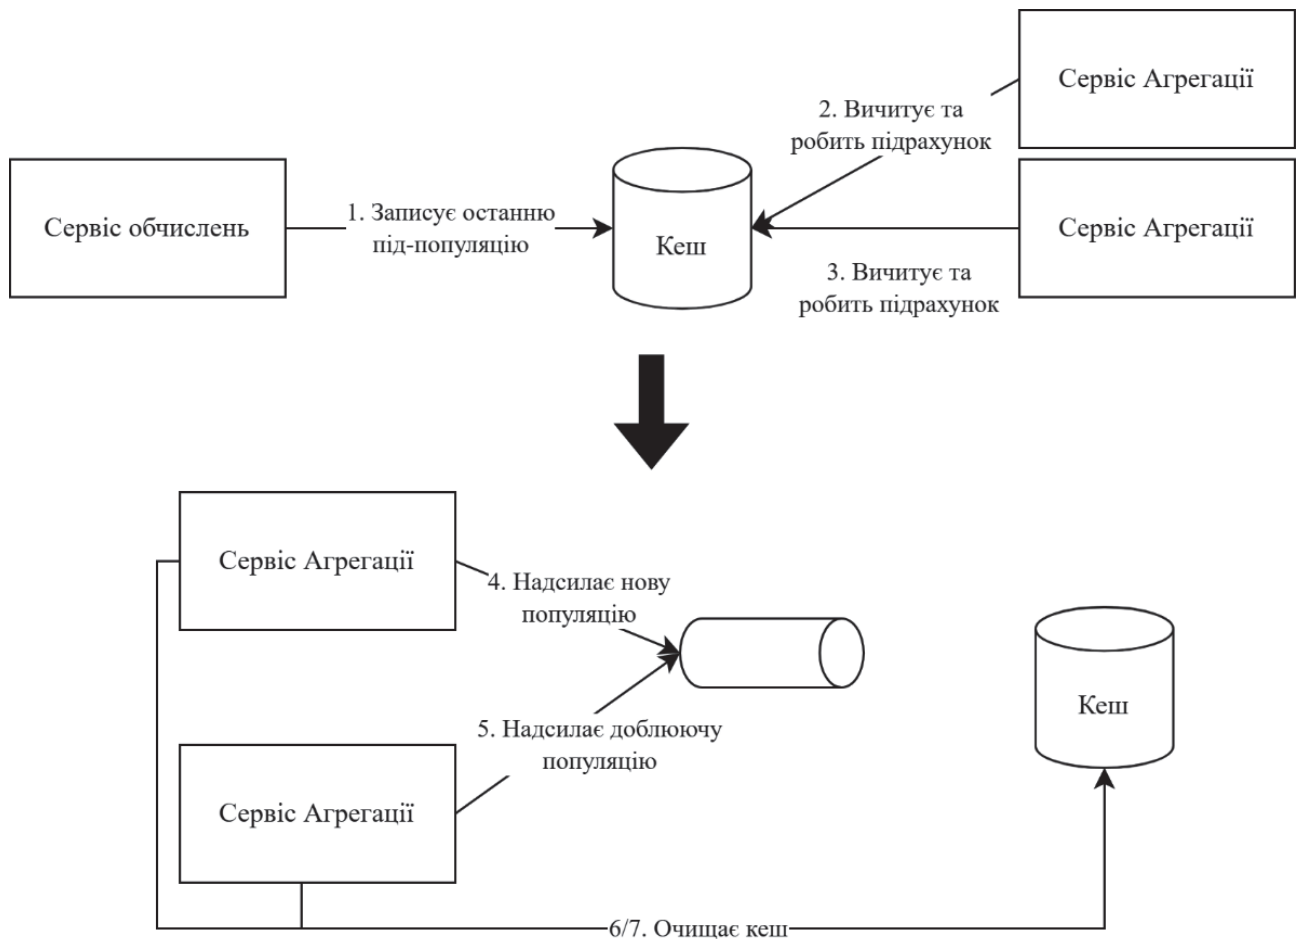 Сервіс Агрегації
2. Вичитує та
робить підрахунок
Сервіс обчислень
1. Записує останню
під-популяцію
Кеш
Сервіс Агрегації
3. Вичитує та
робить підрахунок
Сервіс Агрегації
4. Надсилає нову
популяцію
Кеш
5. Надсилає доблюючу
популяцію
Сервіс Агрегації
6/7. Очищає кеш